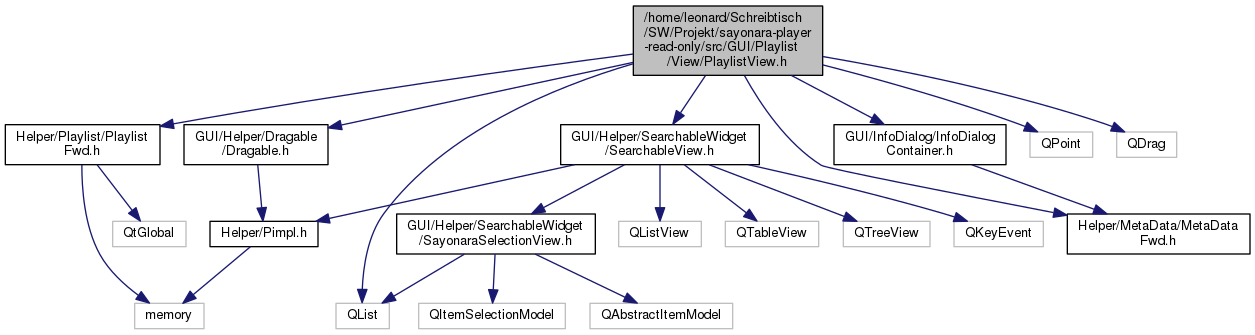 /home/leonard/Schreibtisch
/SW/Projekt/sayonara-player
-read-only/src/GUI/Playlist
/View/PlaylistView.h
Helper/Playlist/Playlist
Fwd.h
GUI/Helper/Dragable
/Dragable.h
GUI/Helper/SearchableWidget
/SearchableView.h
GUI/InfoDialog/InfoDialog
Container.h
QPoint
QDrag
QtGlobal
Helper/Pimpl.h
GUI/Helper/SearchableWidget
/SayonaraSelectionView.h
QListView
QTableView
QTreeView
QKeyEvent
Helper/MetaData/MetaData
Fwd.h
memory
QList
QItemSelectionModel
QAbstractItemModel